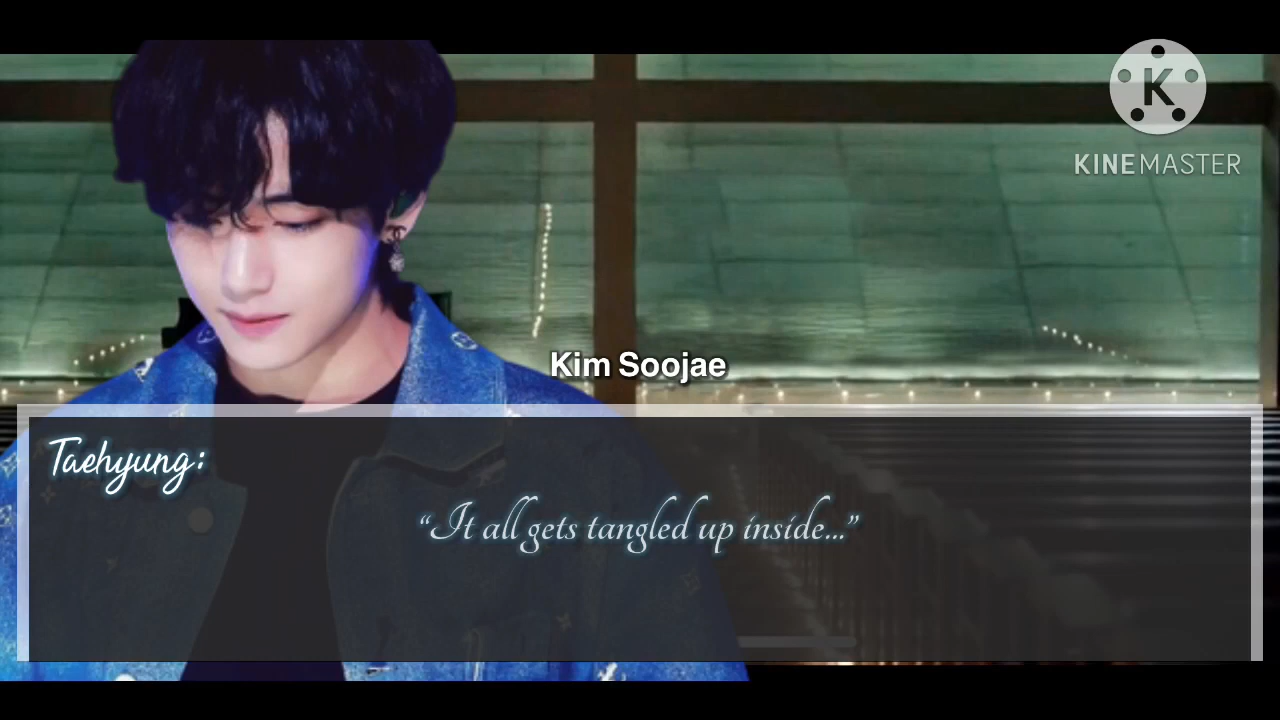 K
KINEMASTER
Kim Soojae
Taehyung:
“It all gets tangled up inside...”